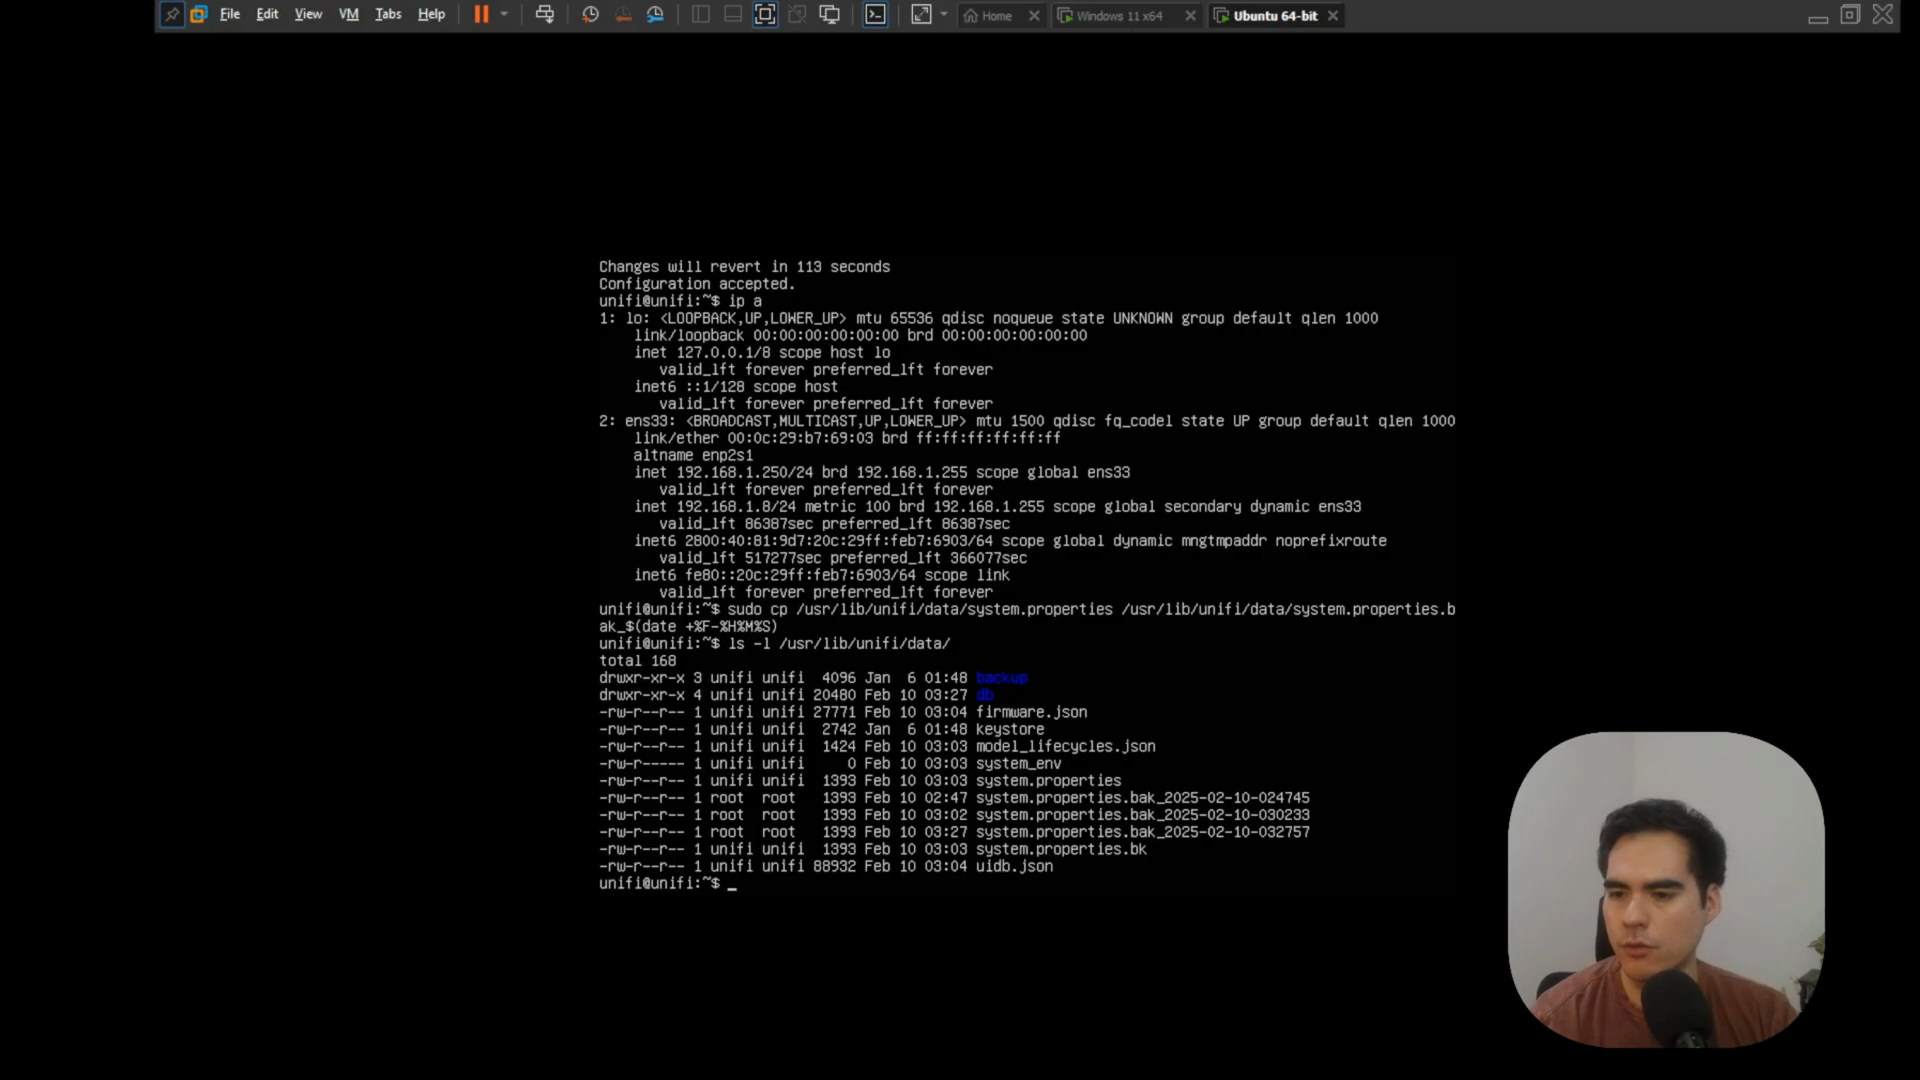 File Edit View VM Tabs Help Home Windows 11 x64 Ubuntu 64-bit
Changes will revert in 113 seconds
Configuration accepted.
unifi@unifi:~$ ip a
1: lo: <LOOPBACK,UP,LOWER_UP> mtu 65536 qdisc noqueue state UNKNOWN group default qlen 1000
link/loopback 00:00:00:00:00:00 brd 00:00:00:00:00:00
inet 127.0.0.1/8 scope host lo
valid_lft forever preferred_lft forever
inet6 ::1/128 scope host
valid_lft forever preferred_lft forever
2: ens33: <BROADCAST,MULTICAST,UP,LOWER_UP> mtu 1500 qdisc fq_codel state UP group default qlen 1000
link/ether 00:0c:29:b7:69:03 brd ff:ff:ff:ff:ff:ff
altname enp2s1
inet 192.168.1.250/24 brd 192.168.1.255 scope global ens33
valid_lft forever preferred_lft forever
inet 192.168.1.8/24 metric 100 brd 192.168.1.255 scope global secondary dynamic ens33
valid_lft 86387sec preferred_lft 86387sec
inet6 2800:40:81:9d7:20c:29ff:feb7:6903/64 scope global dynamic mngtmpaddr noprefixroute
valid_lft 517277sec preferred_lft 366077sec
inet6 fe80::20c:29ff:feb7:6903/64 scope link
valid_lft forever preferred_lft forever
unifi@unifi:~$ sudo cp /usr/lib/unifi/data/system.properties /usr/lib/unifi/data/system.properties.b
ak_$(date +%F-%H%M%S)
unifi@unifi:~$ ls -l /usr/lib/unifi/data/
total 168
drwxr-xr-x 3 unifi unifi 4096 Jan 6 01:48 backup
drwxr-xr-x 4 unifi unifi 20480 Feb 10 03:27 db
-rw-r--r-- 1 unifi unifi 27771 Feb 10 03:04 firmware.json
-rw-r--r-- 1 unifi unifi 2742 Jan 6 01:48 keystore
-rw-r--r-- 1 unifi unifi 1424 Feb 10 03:03 model_lifecycles.json
-rw-r----- 1 unifi unifi 0 Feb 10 03:03 system_env
-rw-r--r-- 1 unifi unifi 1393 Feb 10 03:03 system.properties
-rw-r--r-- 1 root root 1393 Feb 10 02:47 system.properties.bak_2025-02-10-024745
-rw-r--r-- 1 root root 1393 Feb 10 03:02 system.properties.bak_2025-02-10-030233
-rw-r--r-- 1 root root 1393 Feb 10 03:27 system.properties.bak_2025-02-10-032757
-rw-r--r-- 1 unifi unifi 1393 Feb 10 03:03 system.properties.bk
-rw-r--r-- 1 unifi unifi 88932 Feb 10 03:04 uidb.json
unifi@unifi:~$ _